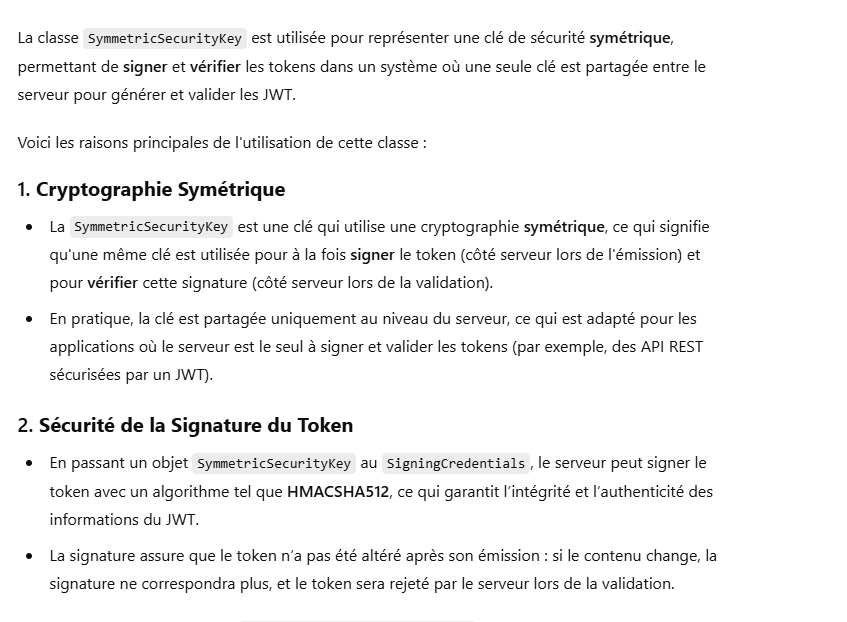 La classe SymmetricSecurityKey est utilisée pour représenter une clé de sécurité symétrique,
permettant de signer et vérifier les tokens dans un système où une seule clé est partagée entre le
serveur pour générer et valider les JWT.
Voici les raisons principales de l'utilisation de cette classe :
1. Cryptographie Symétrique
• La SymmetricSecurityKey est une clé qui utilise une cryptographie symétrique, ce qui signifie
qu'une même clé est utilisée pour à la fois signer le token (côté serveur lors de l'émission) et
pour vérifier cette signature (côté serveur lors de la validation).
• En pratique, la clé est partagée uniquement au niveau du serveur, ce qui est adapté pour les
applications où le serveur est le seul à signer et valider les tokens (par exemple, des API REST
sécurisées par un JWT).
2. Sécurité de la Signature du Token
• En passant un objet SymmetricSecurityKey au SigningCredentials, le serveur peut signer le
token avec un algorithme tel que HMACSHA512, ce qui garantit l’intégrité et l’authenticité des
informations du JWT.
• La signature assure que le token n’a pas été altéré après son émission : si le contenu change, la
signature ne correspondra plus, et le token sera rejeté par le serveur lors de la validation.